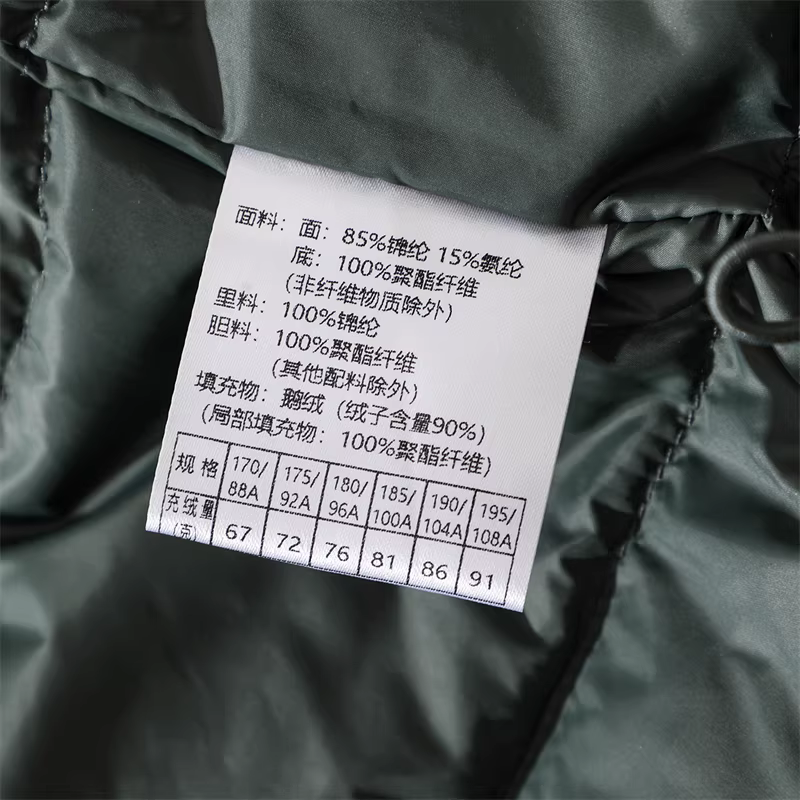 面料：面：85%锦纶 15%氨纶
底：100%聚酯纤维
(非纤维物质除外)
里料：100%锦纶
胆料：100%聚酯纤维
(其他配料除外)
填充物：鹅绒（绒子含量90%)
(局部填充物：100%聚酯纤维)
规格 170/88A 175/92A 180/96A 185/100A 190/104A 195/108A
充绒量(克) 67 72 76 81 86 91